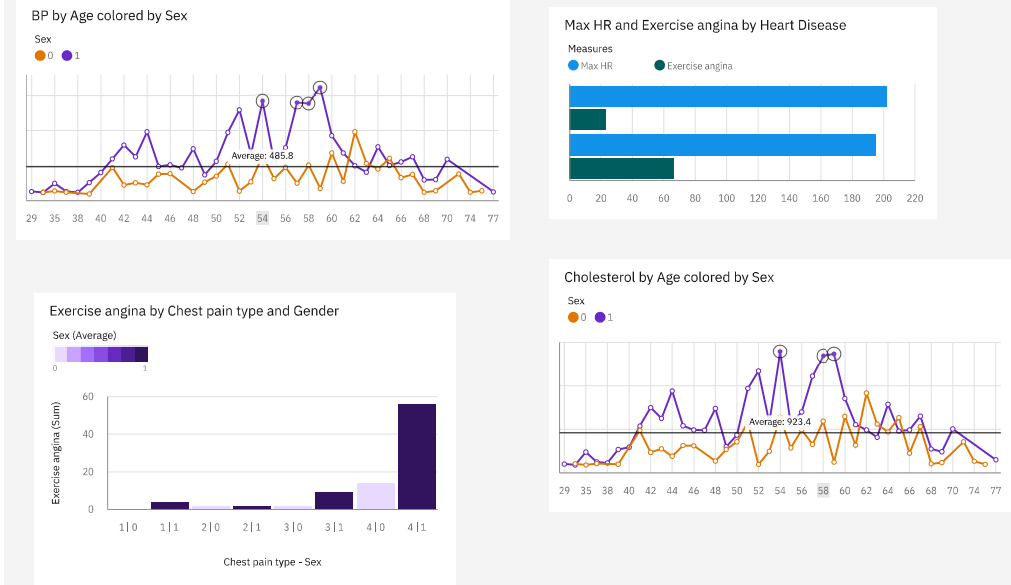 BP by Age colored by Sex
Sex
0 1
Average: 485.8
29 35 38 40 42 44 46 48 50 52 54 56 58 60 62 64 66 68 70 74 77
Max HR and Exercise angina by Heart Disease
Measures
Max HR Exercise angina
0 20 40 60 80 100 120 140 160 180 200 220
Exercise angina by Chest pain type and Gender
Sex (Average)
0 1
Exercise angina (Sum)
60
40
20
0
1|0 1|1 2|0 2|1 3|0 3|1 4|0 4|1
Chest pain type - Sex
Cholesterol by Age colored by Sex
Sex
0 1
Average: 923.4
29 35 38 40 42 44 46 48 50 52 54 56 58 60 62 64 66 68 70 74 77